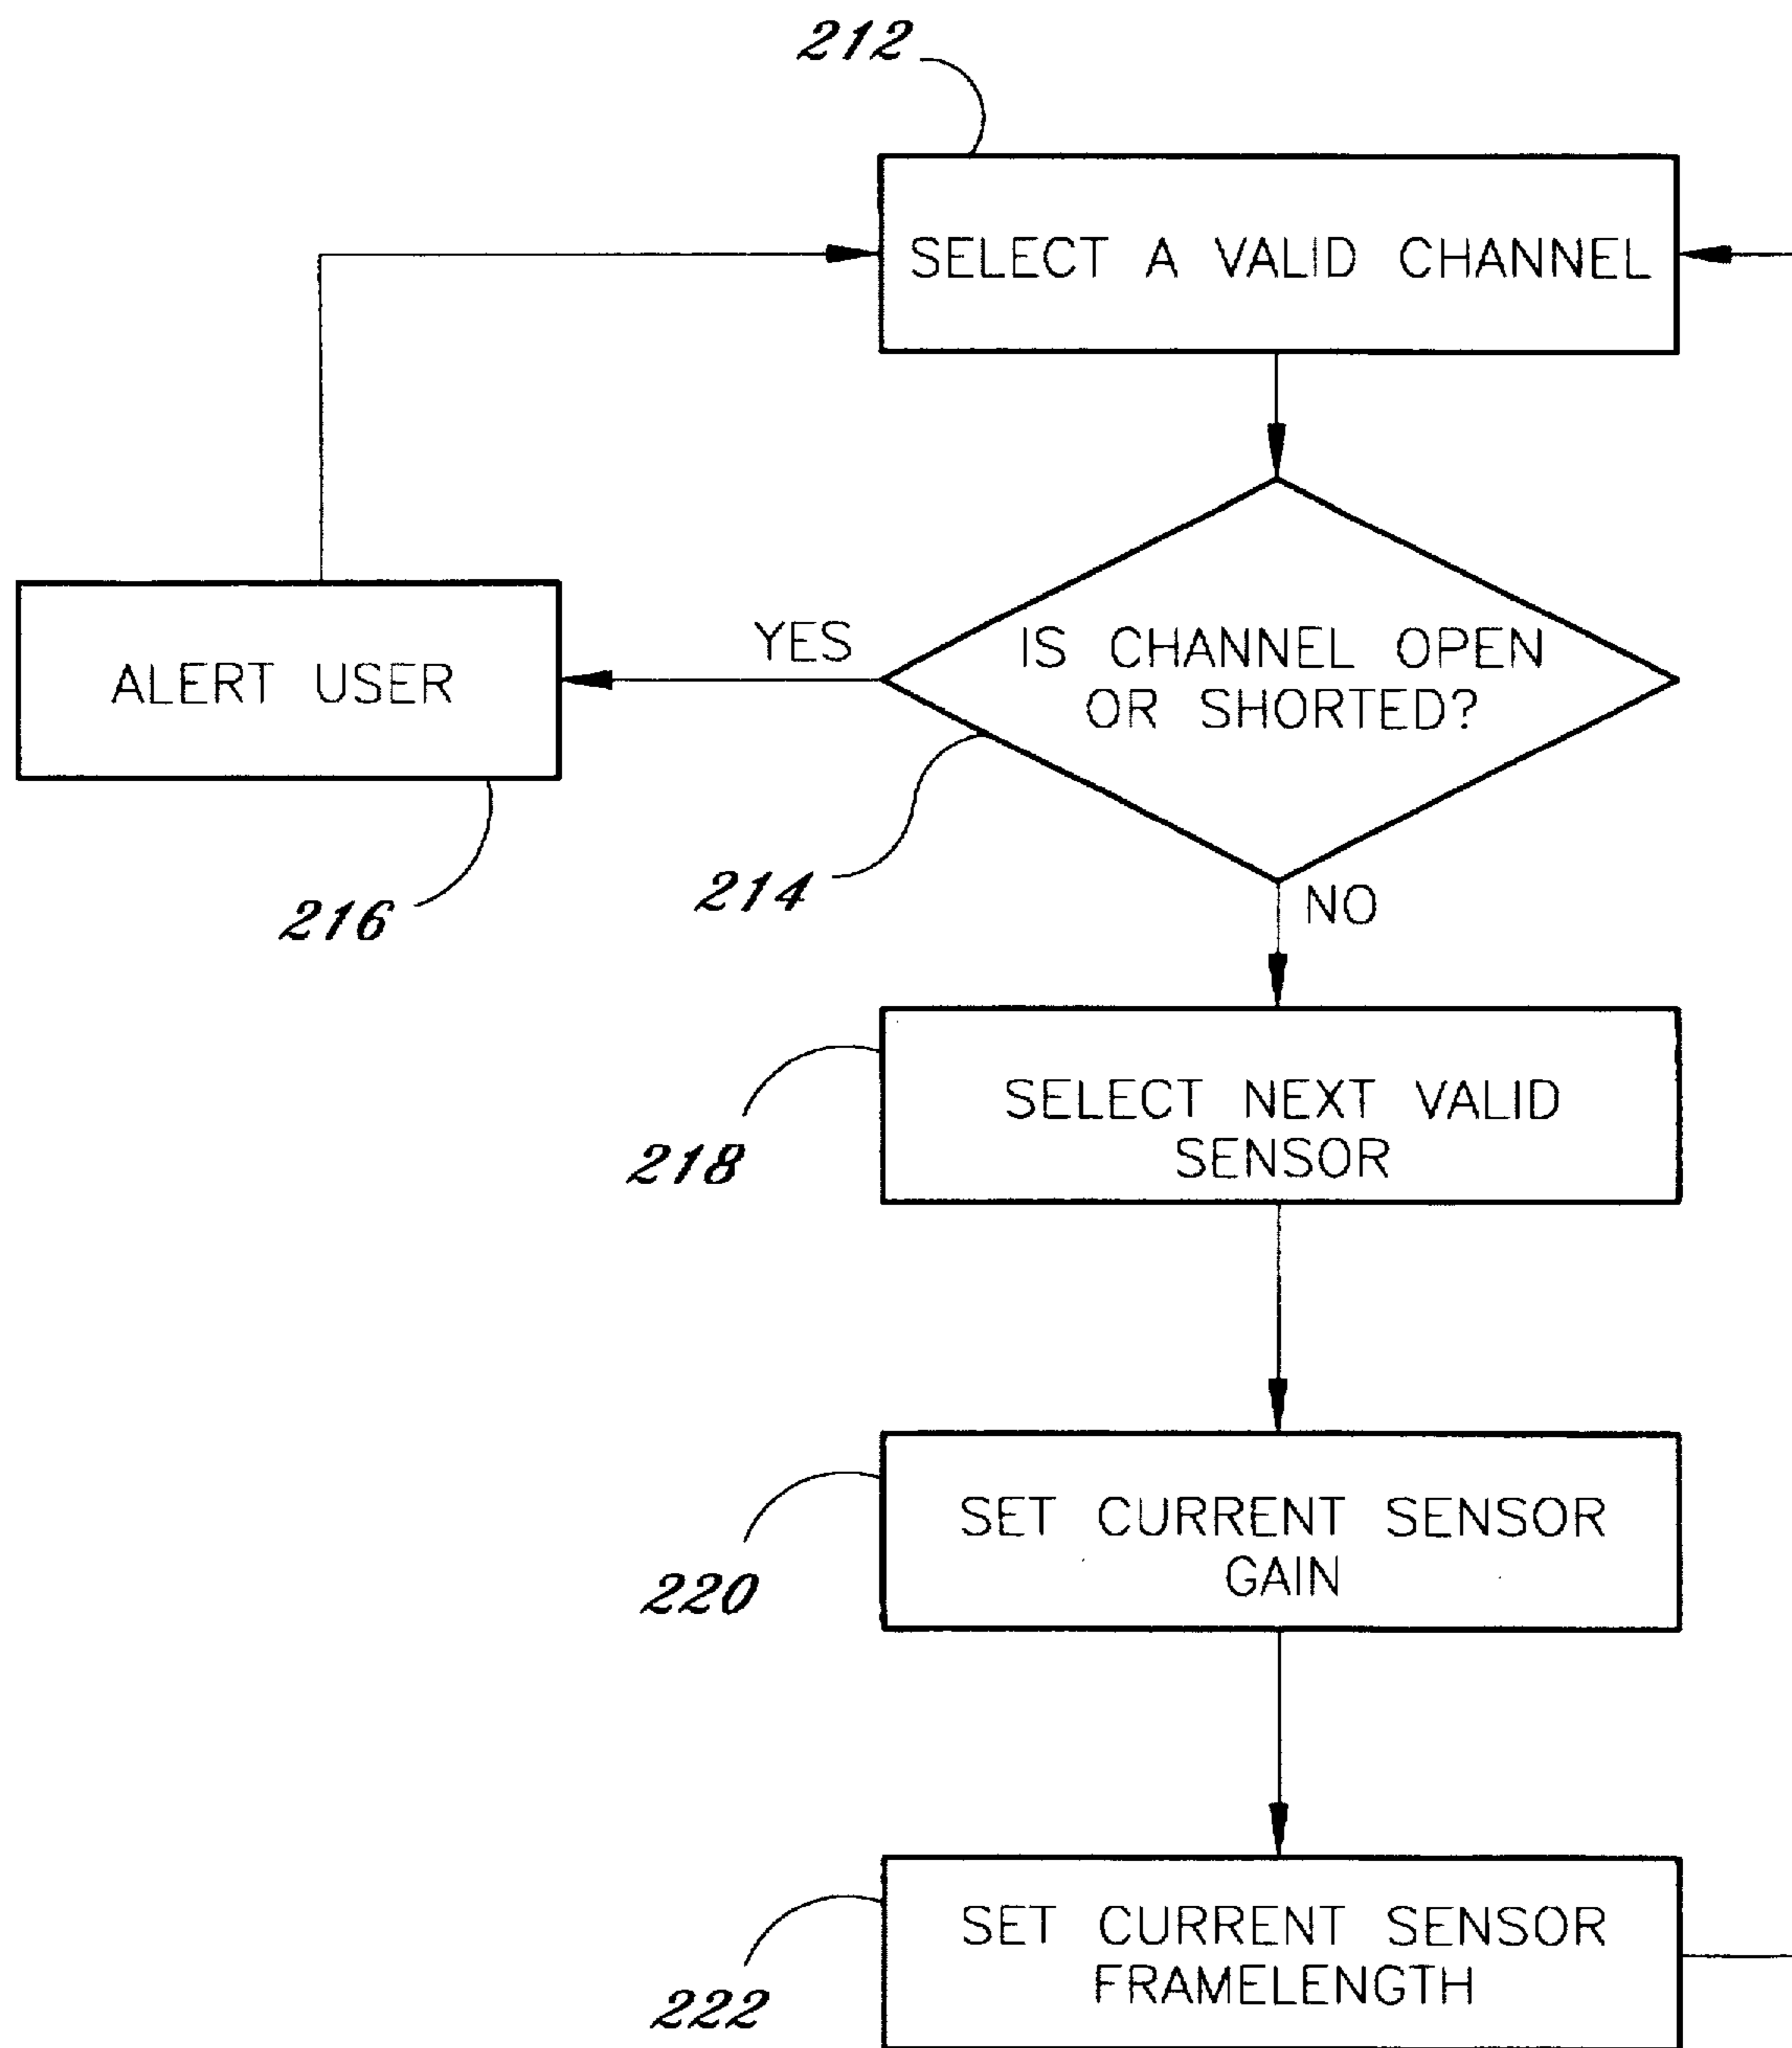 212
SELECT A VALID CHANNEL
YES
IS CHANNEL OPEN
OR SHORTED?
ALERT USER
214
216
NO
SELECT NEXT VALID
SENSOR
218
SET CURRENT SENSOR
GAIN
220
SET CURRENT SENSOR
FRAMELENGTH
222